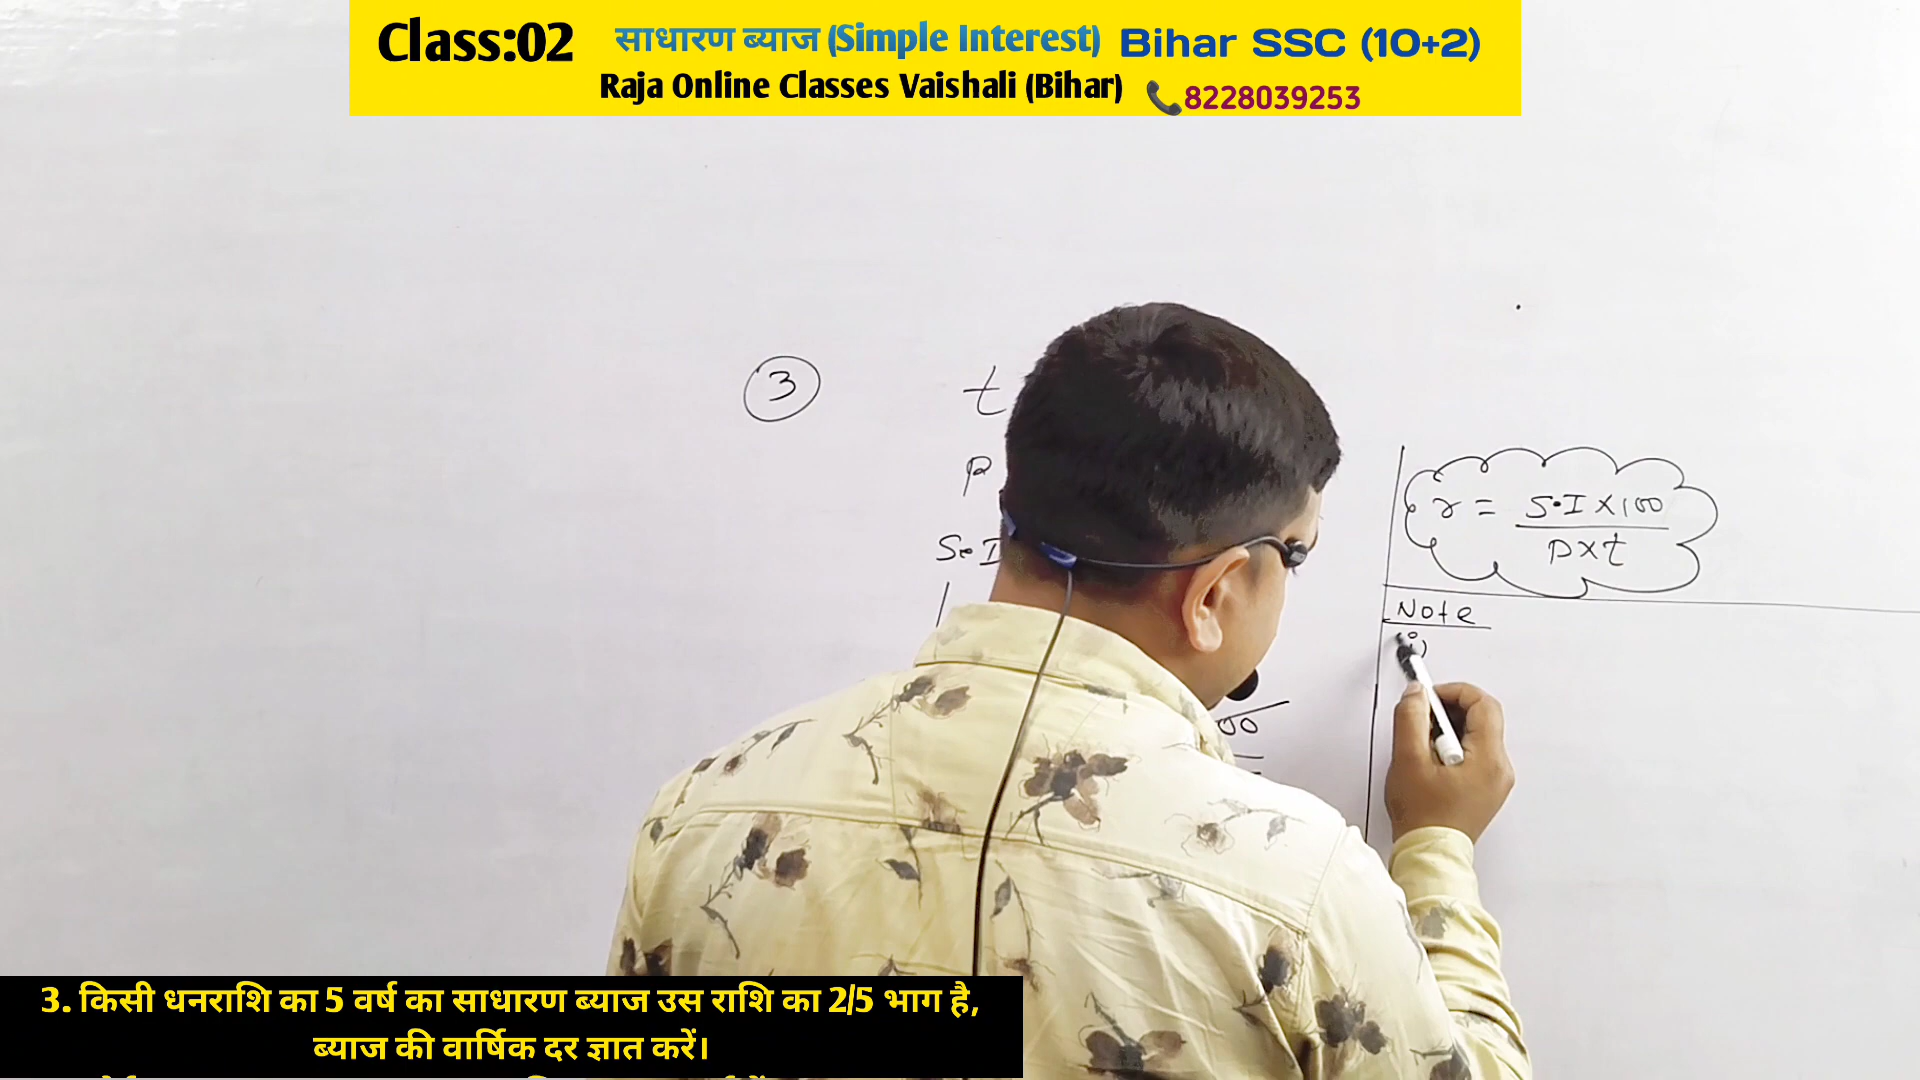 Class:02 साधारण ब्याज (Simple Interest) Bihar SSC (10+2)
Raja Online Classes Vaishali (Bihar) 📞8228039253
3 t
P
S.I
r = S.I × 100
P × t
Note
(i)
00
3. किसी धनराशि का 5 वर्ष का साधारण ब्याज उस राशि का 2/5 भाग है,
ब्याज की वार्षिक दर ज्ञात करें।